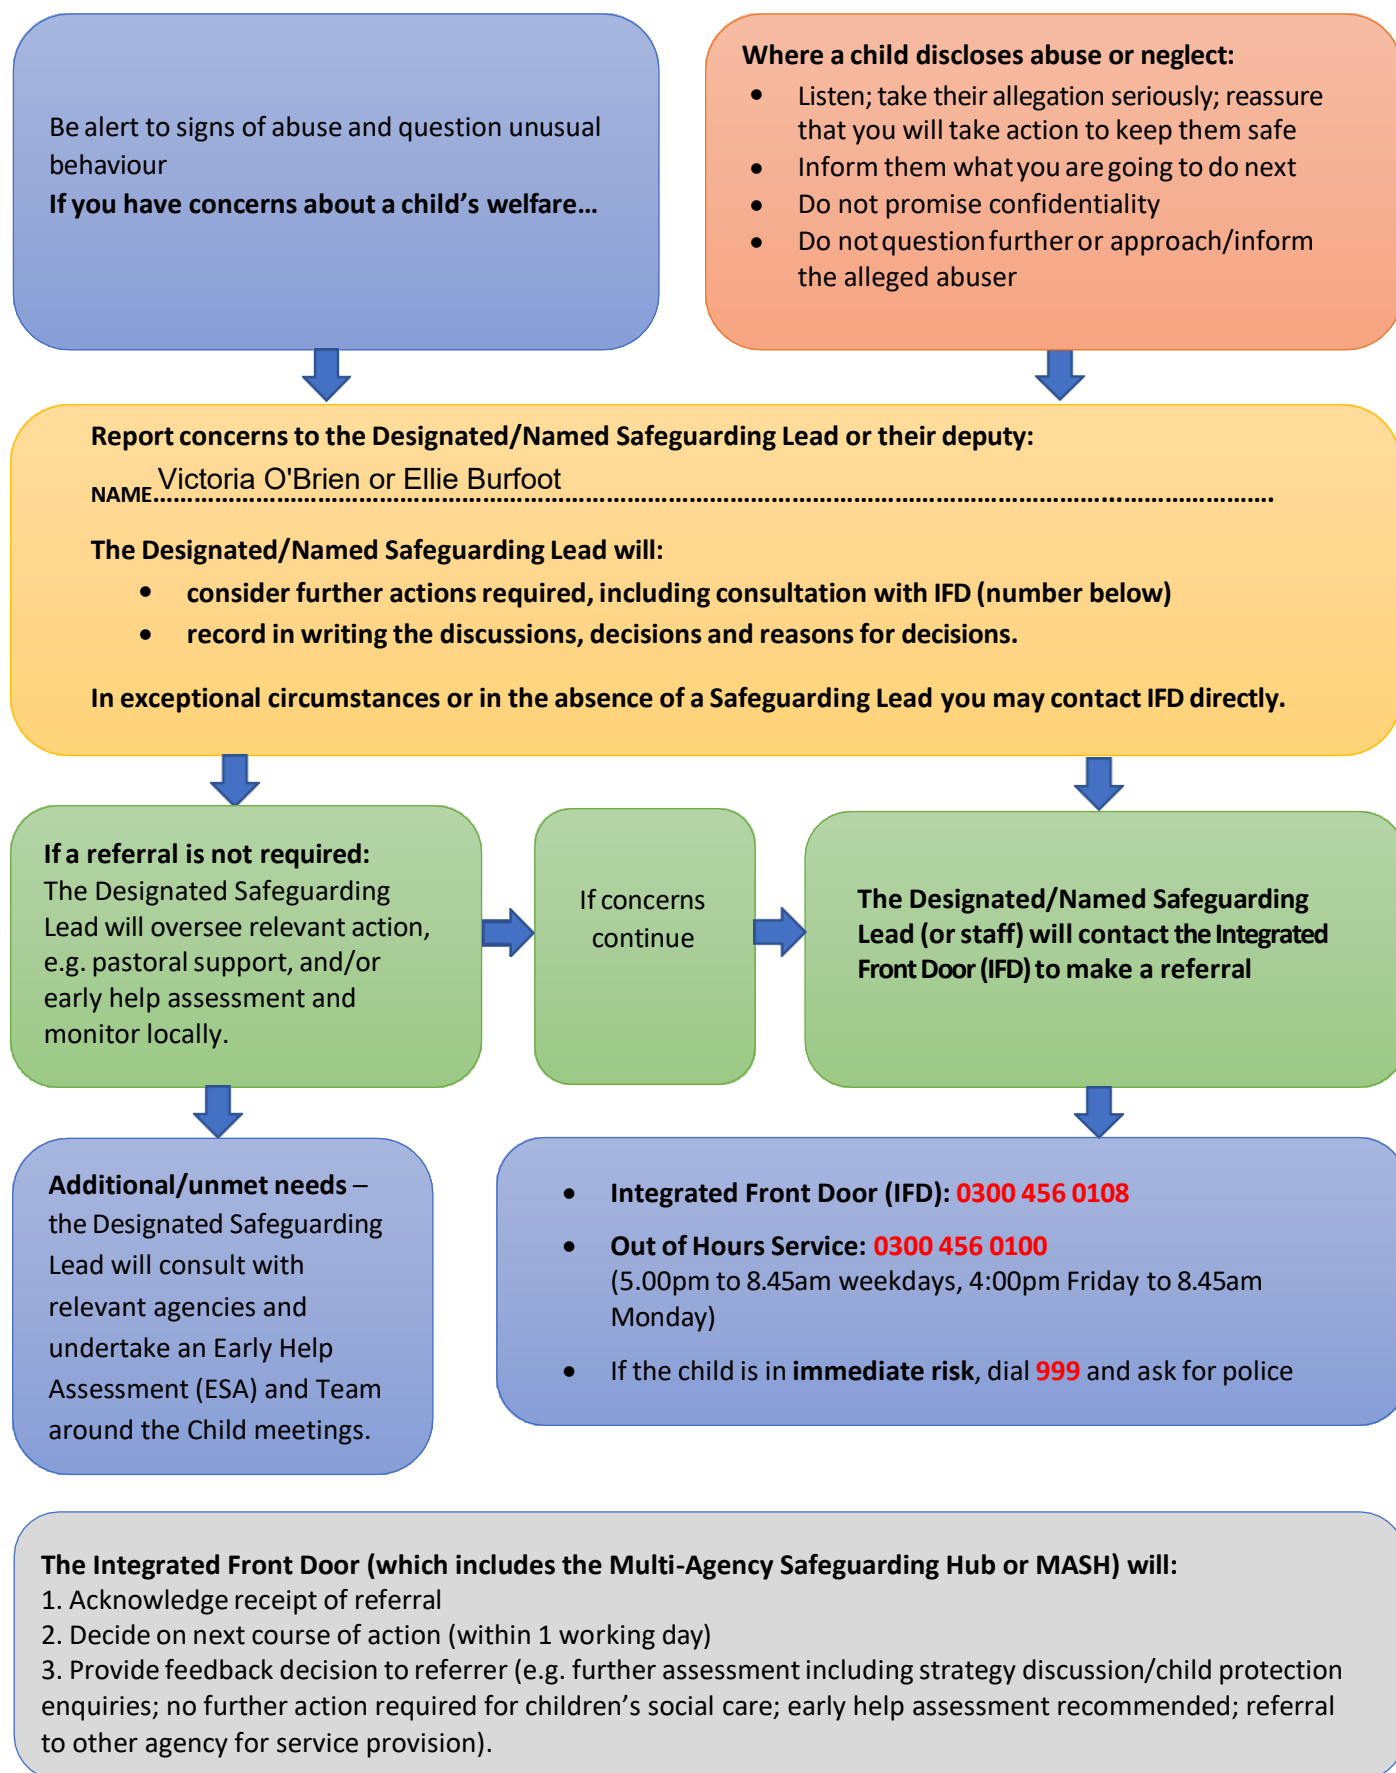 Be alert to signs of abuse and question unusual
behaviour
If you have concerns about a child’s welfare…
Where a child discloses abuse or neglect:
• Listen; take their allegation seriously; reassure
that you will take action to keep them safe
• Inform them what you are going to do next
• Do not promise confidentiality
• Do not question further or approach/inform
the alleged abuser
Report concerns to the Designated/Named Safeguarding Lead or their deputy:
NAME Victoria O'Brien or Ellie Burfoot
The Designated/Named Safeguarding Lead will:
• consider further actions required, including consultation with IFD (number below)
• record in writing the discussions, decisions and reasons for decisions.
In exceptional circumstances or in the absence of a Safeguarding Lead you may contact IFD directly.
If a referral is not required:
The Designated Safeguarding
Lead will oversee relevant action,
e.g. pastoral support, and/or
early help assessment and
monitor locally.
If concerns
continue
The Designated/Named Safeguarding
Lead (or staff) will contact the Integrated
Front Door (IFD) to make a referral
Additional/unmet needs –
the Designated Safeguarding
Lead will consult with
relevant agencies and
undertake an Early Help
Assessment (ESA) and Team
around the Child meetings.
• Integrated Front Door (IFD): 0300 456 0108
• Out of Hours Service: 0300 456 0100
(5.00pm to 8.45am weekdays, 4:00pm Friday to 8.45am
Monday)
• If the child is in immediate risk, dial 999 and ask for police
The Integrated Front Door (which includes the Multi-Agency Safeguarding Hub or MASH) will:
1. Acknowledge receipt of referral
2. Decide on next course of action (within 1 working day)
3. Provide feedback decision to referrer (e.g. further assessment including strategy discussion/child protection
enquiries; no further action required for children’s social care; early help assessment recommended; referral
to other agency for service provision).